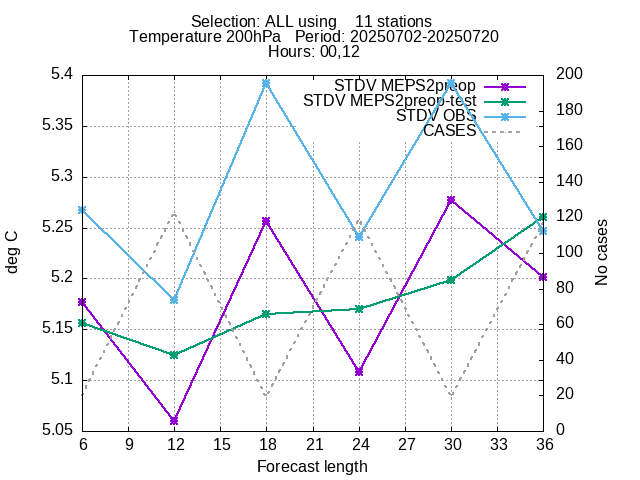 Selection: ALL using    11 stations
Temperature 200hPa   Period: 20250702-20250720
Hours: 00,12
STDV MEPS2preop
STDV MEPS2preop-test
STDV OBS
CASES
5.4
5.35
5.3
5.25
5.2
5.15
5.1
5.05
deg C
200
180
160
140
120
100
80
60
40
20
0
No cases
6 9 12 15 18 21 24 27 30 33 36
Forecast length